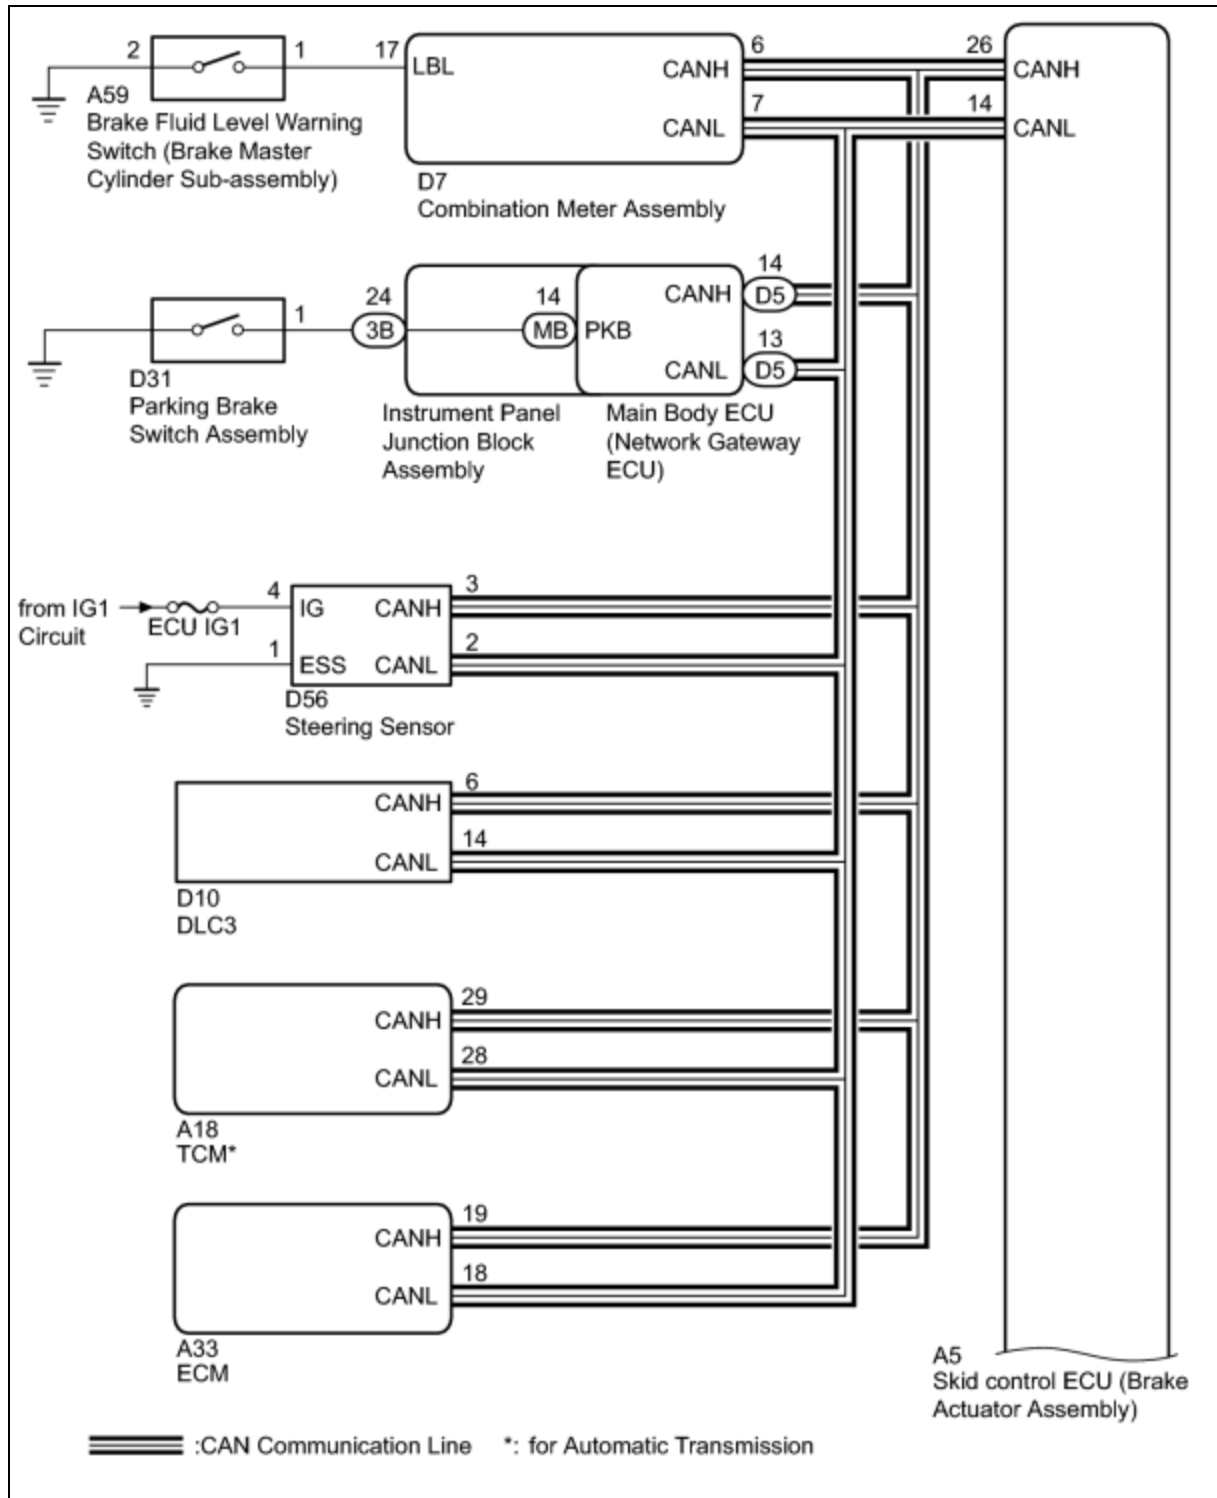 2
1
17
LBL
CANH
6
26
CANH
CANL
7
14
CANL
A59
Brake Fluid Level Warning
Switch (Brake Master
Cylinder Sub-assembly)
D7
Combination Meter Assembly
1
24
3B
14
MB
PKB
CANH
14
D5
CANL
13
D5
D31
Parking Brake
Switch Assembly
Instrument Panel
Junction Block
Assembly
Main Body ECU
(Network Gateway
ECU)
from IG1
Circuit
ECU IG1
4
IG
CANH
3
1
ESS
CANL
2
D56
Steering Sensor
CANH
6
CANL
14
D10
DLC3
CANH
29
CANL
28
A18
TCM*
CANH
19
CANL
18
A33
ECM
A5
Skid control ECU (Brake
Actuator Assembly)
:CAN Communication Line
*: for Automatic Transmission